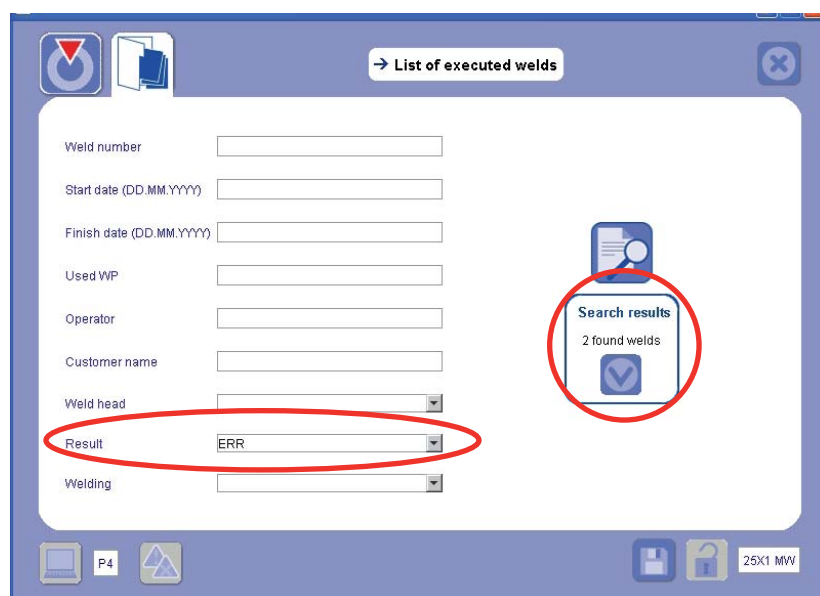 → List of executed welds
Weld number
Start date (DD.MM.YYYY)
Finish date (DD.MM.YYYY)
Used WP
Operator
Customer name
Weld head
Result ERR
Welding
Search results
2 found welds
P4
25X1 MW